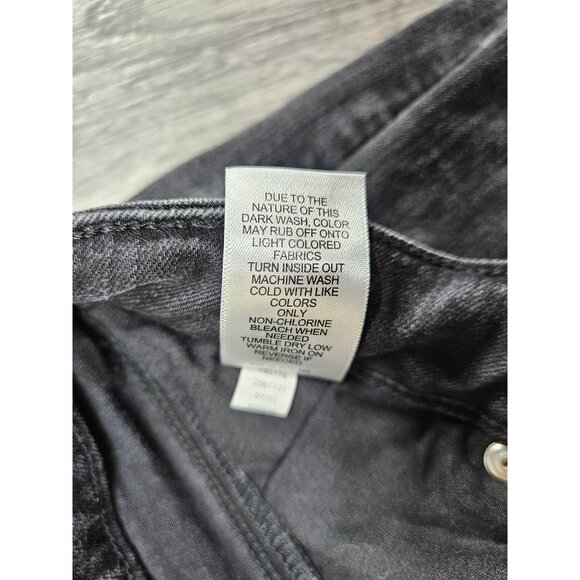 DUE TO THE
NATURE OF THIS
DARK WASH, COLOR
MAY RUB OFF ONTO
LIGHT COLORED
FABRICS
TURN INSIDE OUT
MACHINE WASH
COLD WITH LIKE
COLORS
ONLY
NON-CHLORINE
BLEACH WHEN
NEEDED
TUMBLE DRY LOW
WARM IRON ON
REVERSE IF
NEEDED